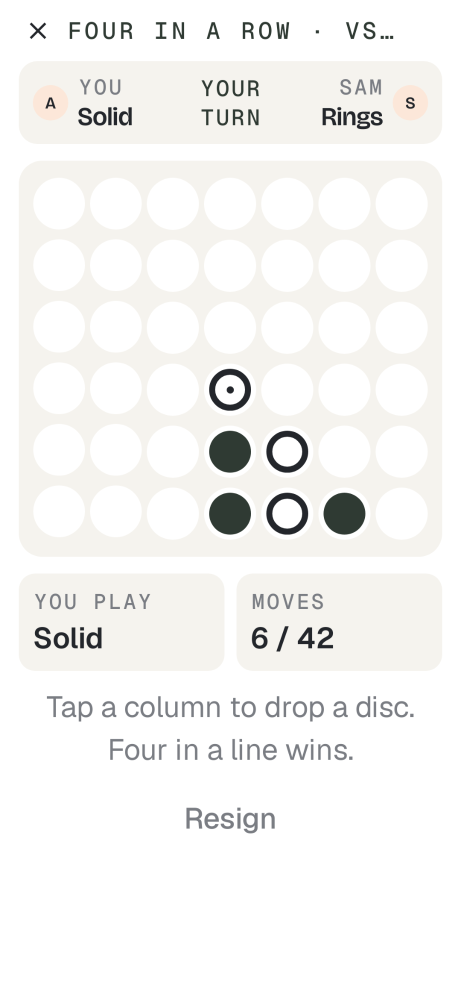 FOUR IN A ROW · VS…
A
YOU
Solid
YOUR
TURN
SAM
Rings
S
YOU PLAY
Solid
MOVES
6 / 42
Tap a column to drop a disc.
Four in a line wins.
Resign